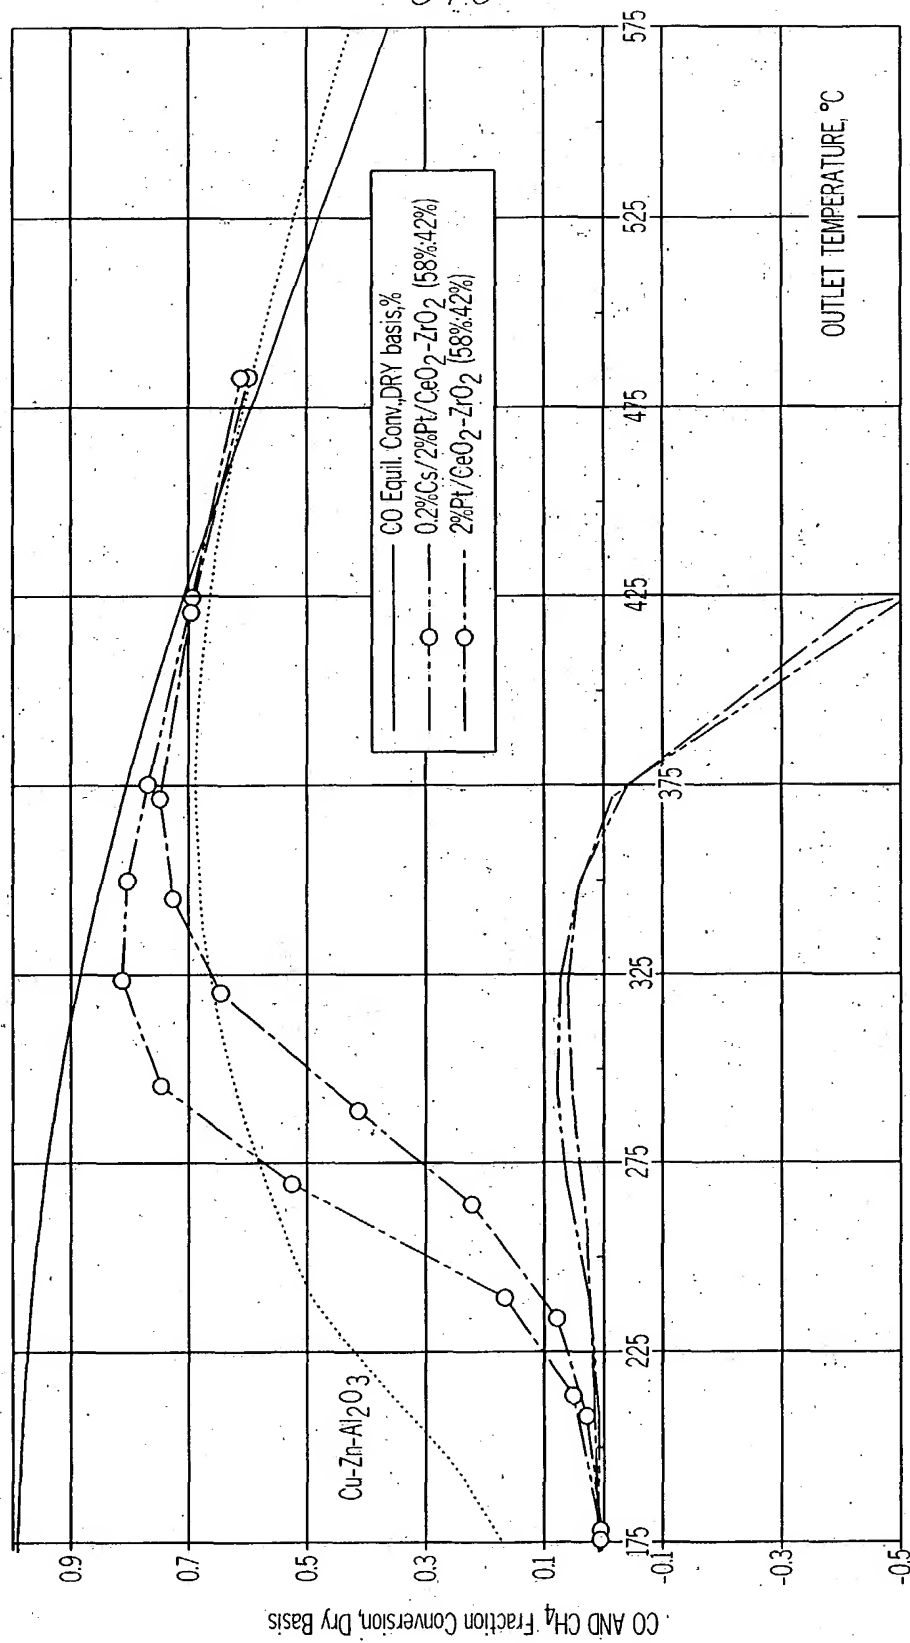 CO AND CH4 Fraction Conversion, Dry Basis
0.9
0.7
0.5
0.3
0.1
-0.1
-0.3
-0.5
175
225
275
325
375
425
475
525
575
OUTLET TEMPERATURE, °C
Cu-Zn-Al2O3
CO Equil. Conv.,DRY basis,%
0.2%Cs/2%Pt/CeO2-ZrO2 (58%:42%)
2%Pt/CeO2-ZrO2 (58%:42%)